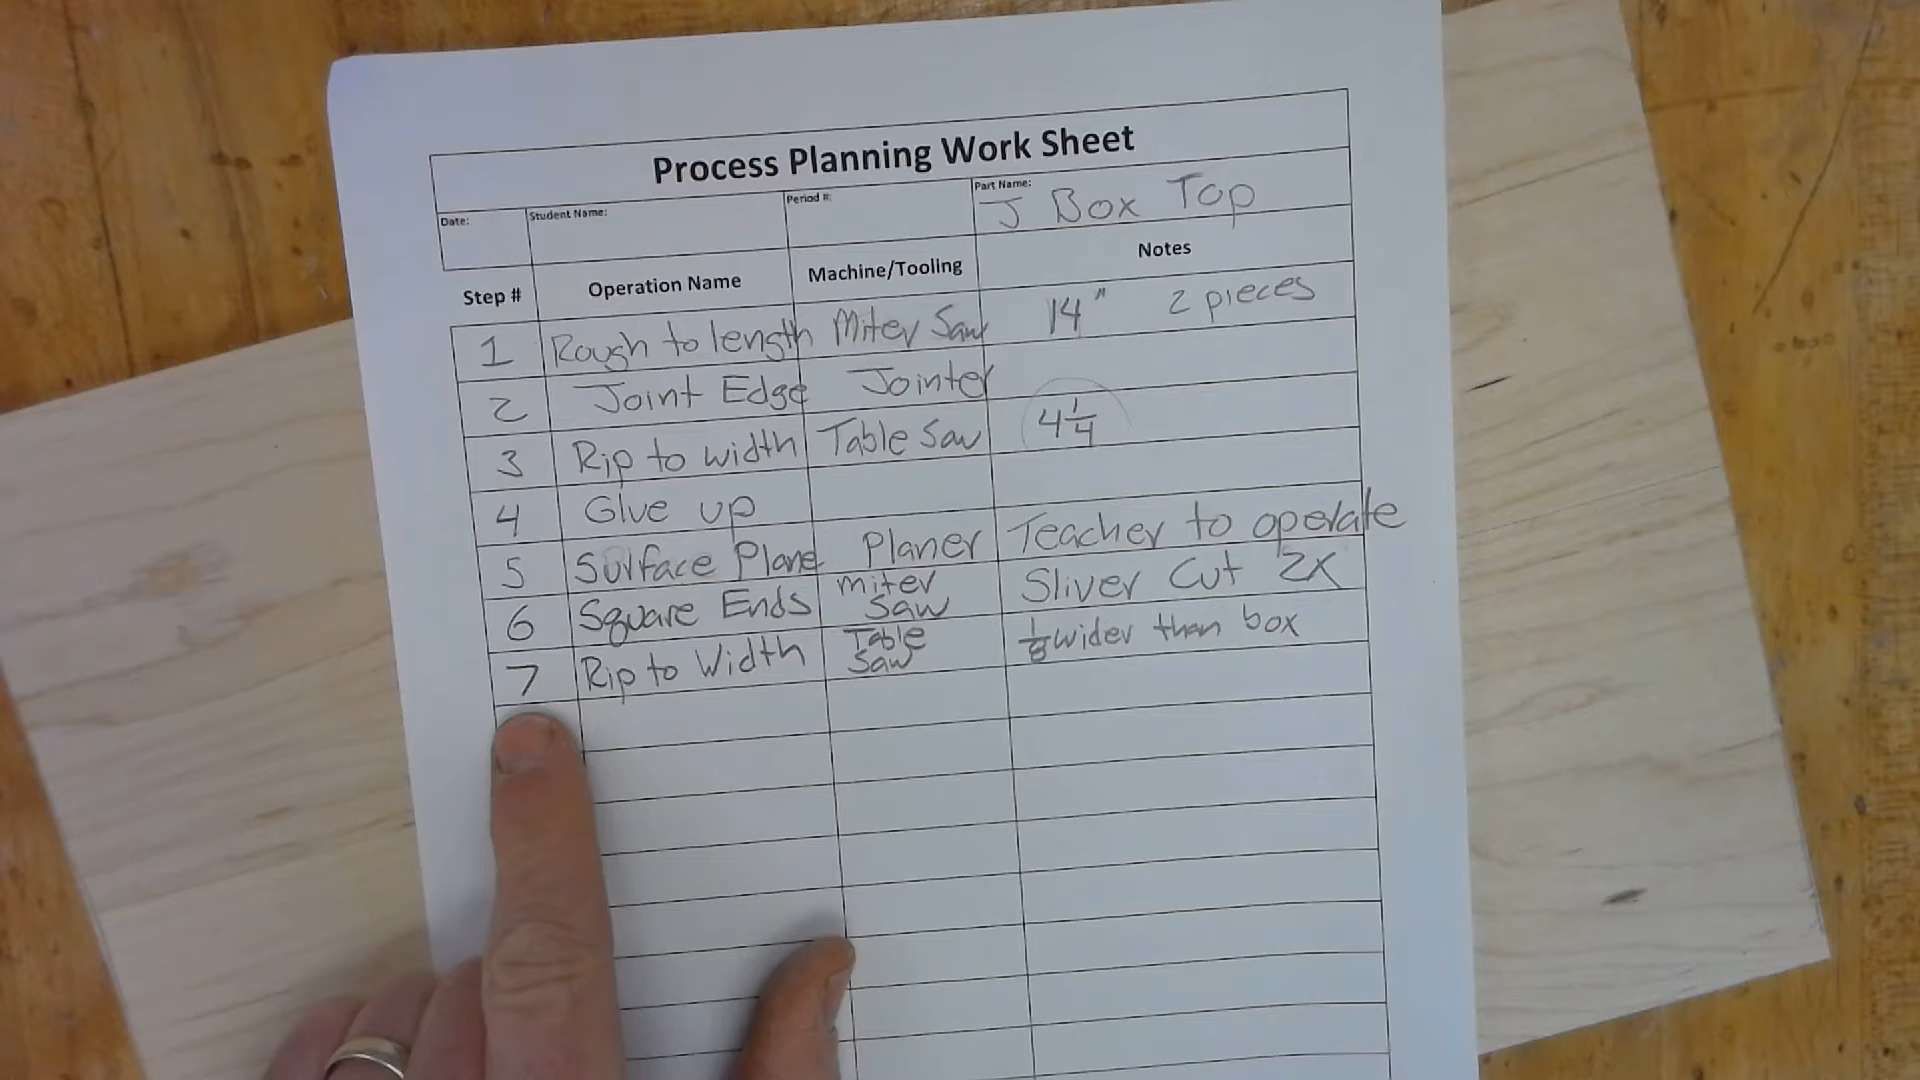 Process Planning Work Sheet
Date: Student Name: Period #: Part Name: J Box Top
Step # Operation Name Machine/Tooling Notes
1 Rough to length Miter Saw 14" 2 pieces
2 Joint Edge Jointer
3 Rip to width Table Saw 4 1/4
4 Glue up
5 Surface Plane Planer Teacher to operate
6 Square Ends Miter Saw Sliver Cut 2x
7 Rip to Width Table Saw 1/8 wider than box